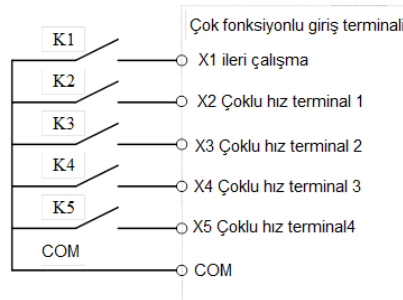 Çok fonksiyonlu giriş terminali
K1
X1 ileri çalışma
K2
X2 Çoklu hız terminal 1
K3
X3 Çoklu hız terminal 2
K4
X4 Çoklu hız terminal 3
K5
X5 Çoklu hız terminal4
COM
COM